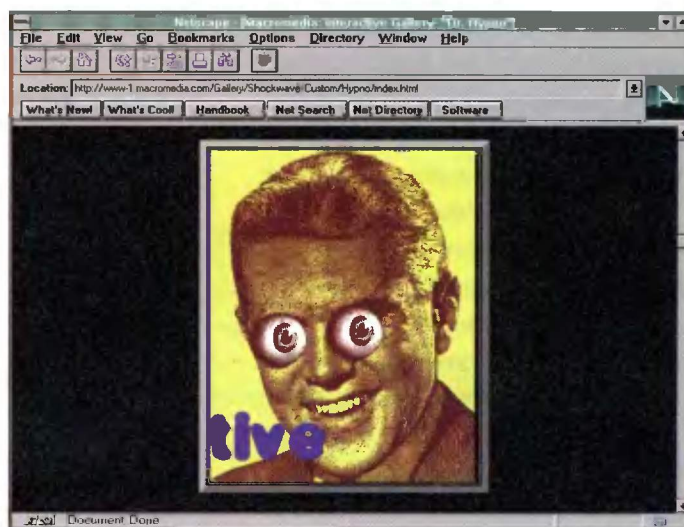 Netscape - [Macromedia: Interactive Gallery- "Dr. Hypno"]
File Edit View Go Bookmarks Options Directory Window Help
Location: http://www-1.macromedia.com/Gallery/Shockwave-Custom/Hypno/index.html
What's New! What's Cool! Handbook Net Search Net Directory Software
N
tive
Document: Done